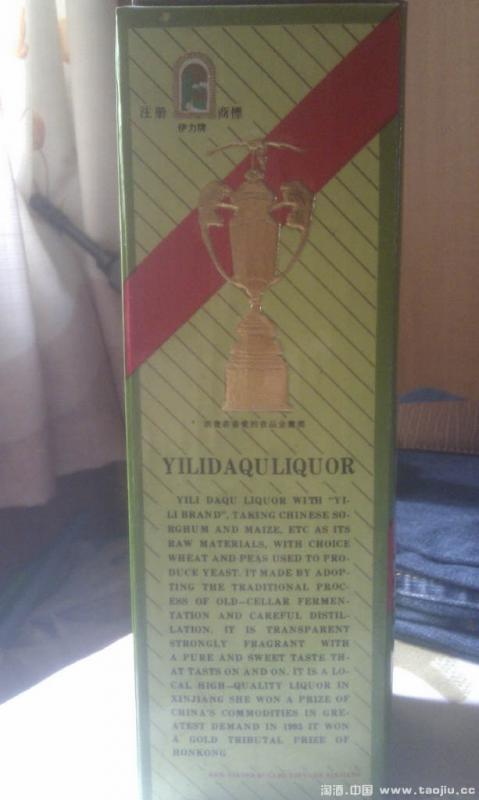 注册 商標
伊力牌
YILIDAQULIQUOR
YILI DAQU LIQUOR WITH "YI-
LI BRAND", TAKING CHINESE SO-
RGHUM AND MAIZE, ETC AS ITS
RAW MATERIALS, WITH CHOICE
WHEAT AND PEAS USED TO PRO-
DUCE YEAST. IT MADE BY ADOP-
TING THE TRADITIONAL PROC-
ESS OF OLD-CELLAR FERMEN-
TATION AND CAREFUL DISTIL-
LATION. IT IS TRANSPARENT
STRONGLY FRAGRANT WITH
A PURE AND SWEET TASTE TH-
AT TASTS ON AND ON. IT IS A LO-
CAL HIGH-QUALITY LIQUOR IN
XINJIANG SHE WON A PRIZE OF
CHINA'S COMMODITIES IN GRE-
ATEST DEMAND IN 1993 IT WON
A GOLD TRIBUTAL PRIZE OF
HONKONG
淘酒.中国 www.taojiu.cc